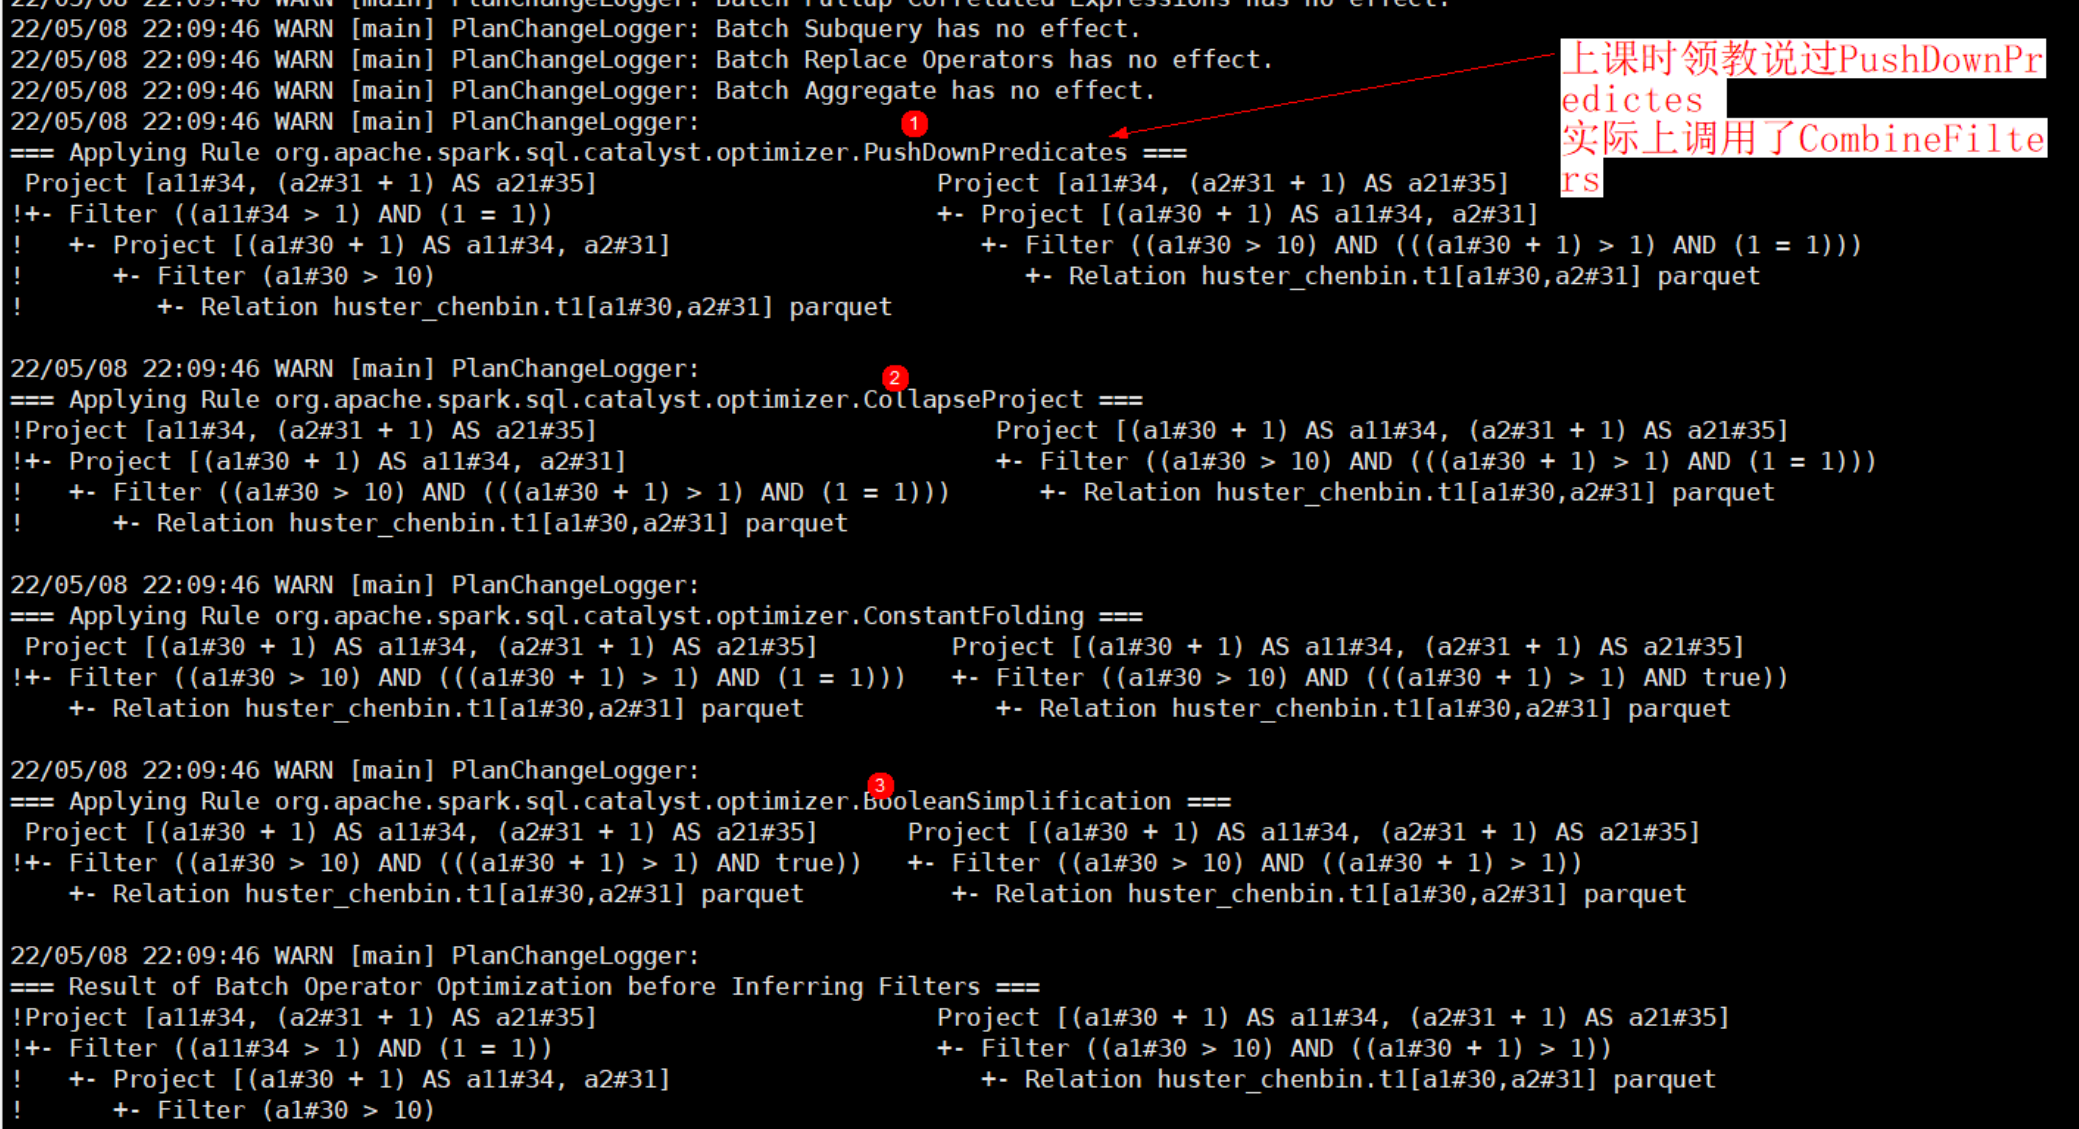 22/05/08 22:09:46 WARN [main] PlanChangeLogger: Batch Pullup Correlated Expressions has no effect.
22/05/08 22:09:46 WARN [main] PlanChangeLogger: Batch Subquery has no effect.
22/05/08 22:09:46 WARN [main] PlanChangeLogger: Batch Replace Operators has no effect.
22/05/08 22:09:46 WARN [main] PlanChangeLogger: Batch Aggregate has no effect.
22/05/08 22:09:46 WARN [main] PlanChangeLogger:
1
=== Applying Rule org.apache.spark.sql.catalyst.optimizer.PushDownPredicates ===
上课时领教说过PushDownPr
edictes
实际上调用了CombineFilte
rs
 Project [a11#34, (a2#31 + 1) AS a21#35]                       Project [a11#34, (a2#31 + 1) AS a21#35]
!+- Filter ((a11#34 > 1) AND (1 = 1))                          +- Project [(a1#30 + 1) AS a11#34, a2#31]
!   +- Project [(a1#30 + 1) AS a11#34, a2#31]                     +- Filter ((a1#30 > 10) AND (((a1#30 + 1) > 1) AND (1 = 1)))
!      +- Filter (a1#30 > 10)                                        +- Relation huster_chenbin.t1[a1#30,a2#31] parquet
!         +- Relation huster_chenbin.t1[a1#30,a2#31] parquet
22/05/08 22:09:46 WARN [main] PlanChangeLogger:
2
=== Applying Rule org.apache.spark.sql.catalyst.optimizer.CollapseProject ===
!Project [a11#34, (a2#31 + 1) AS a21#35]                           Project [(a1#30 + 1) AS a11#34, (a2#31 + 1) AS a21#35]
!+- Project [(a1#30 + 1) AS a11#34, a2#31]                         +- Filter ((a1#30 > 10) AND (((a1#30 + 1) > 1) AND (1 = 1)))
!   +- Filter ((a1#30 > 10) AND (((a1#30 + 1) > 1) AND (1 = 1)))      +- Relation huster_chenbin.t1[a1#30,a2#31] parquet
!      +- Relation huster_chenbin.t1[a1#30,a2#31] parquet
22/05/08 22:09:46 WARN [main] PlanChangeLogger:
=== Applying Rule org.apache.spark.sql.catalyst.optimizer.ConstantFolding ===
 Project [(a1#30 + 1) AS a11#34, (a2#31 + 1) AS a21#35]         Project [(a1#30 + 1) AS a11#34, (a2#31 + 1) AS a21#35]
!+- Filter ((a1#30 > 10) AND (((a1#30 + 1) > 1) AND (1 = 1)))   +- Filter ((a1#30 > 10) AND (((a1#30 + 1) > 1) AND true))
    +- Relation huster_chenbin.t1[a1#30,a2#31] parquet             +- Relation huster_chenbin.t1[a1#30,a2#31] parquet
22/05/08 22:09:46 WARN [main] PlanChangeLogger:
3
=== Applying Rule org.apache.spark.sql.catalyst.optimizer.BooleanSimplification ===
 Project [(a1#30 + 1) AS a11#34, (a2#31 + 1) AS a21#35]      Project [(a1#30 + 1) AS a11#34, (a2#31 + 1) AS a21#35]
!+- Filter ((a1#30 > 10) AND (((a1#30 + 1) > 1) AND true))   +- Filter ((a1#30 > 10) AND ((a1#30 + 1) > 1))
    +- Relation huster_chenbin.t1[a1#30,a2#31] parquet          +- Relation huster_chenbin.t1[a1#30,a2#31] parquet
22/05/08 22:09:46 WARN [main] PlanChangeLogger:
=== Result of Batch Operator Optimization before Inferring Filters ===
!Project [a11#34, (a2#31 + 1) AS a21#35]                       Project [(a1#30 + 1) AS a11#34, (a2#31 + 1) AS a21#35]
!+- Filter ((a11#34 > 1) AND (1 = 1))                          +- Filter ((a1#30 > 10) AND ((a1#30 + 1) > 1))
!   +- Project [(a1#30 + 1) AS a11#34, a2#31]                     +- Relation huster_chenbin.t1[a1#30,a2#31] parquet
!      +- Filter (a1#30 > 10)